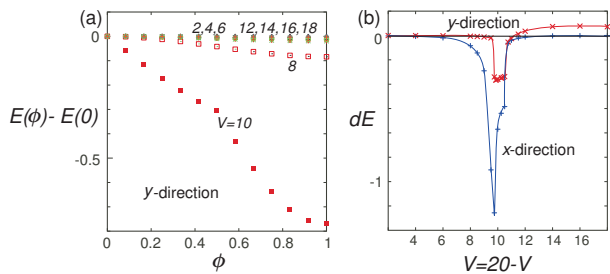 (a)
0
2,4,6 12,14,16,18
8
E(ϕ)- E(0)
V=10
-0.5
y-direction
0 0.2 0.4 0.6 0.8 1
ϕ
(b)
y-direction
0
dE
x-direction
-1
2 4 6 8 10 12 14 16
V=20-V